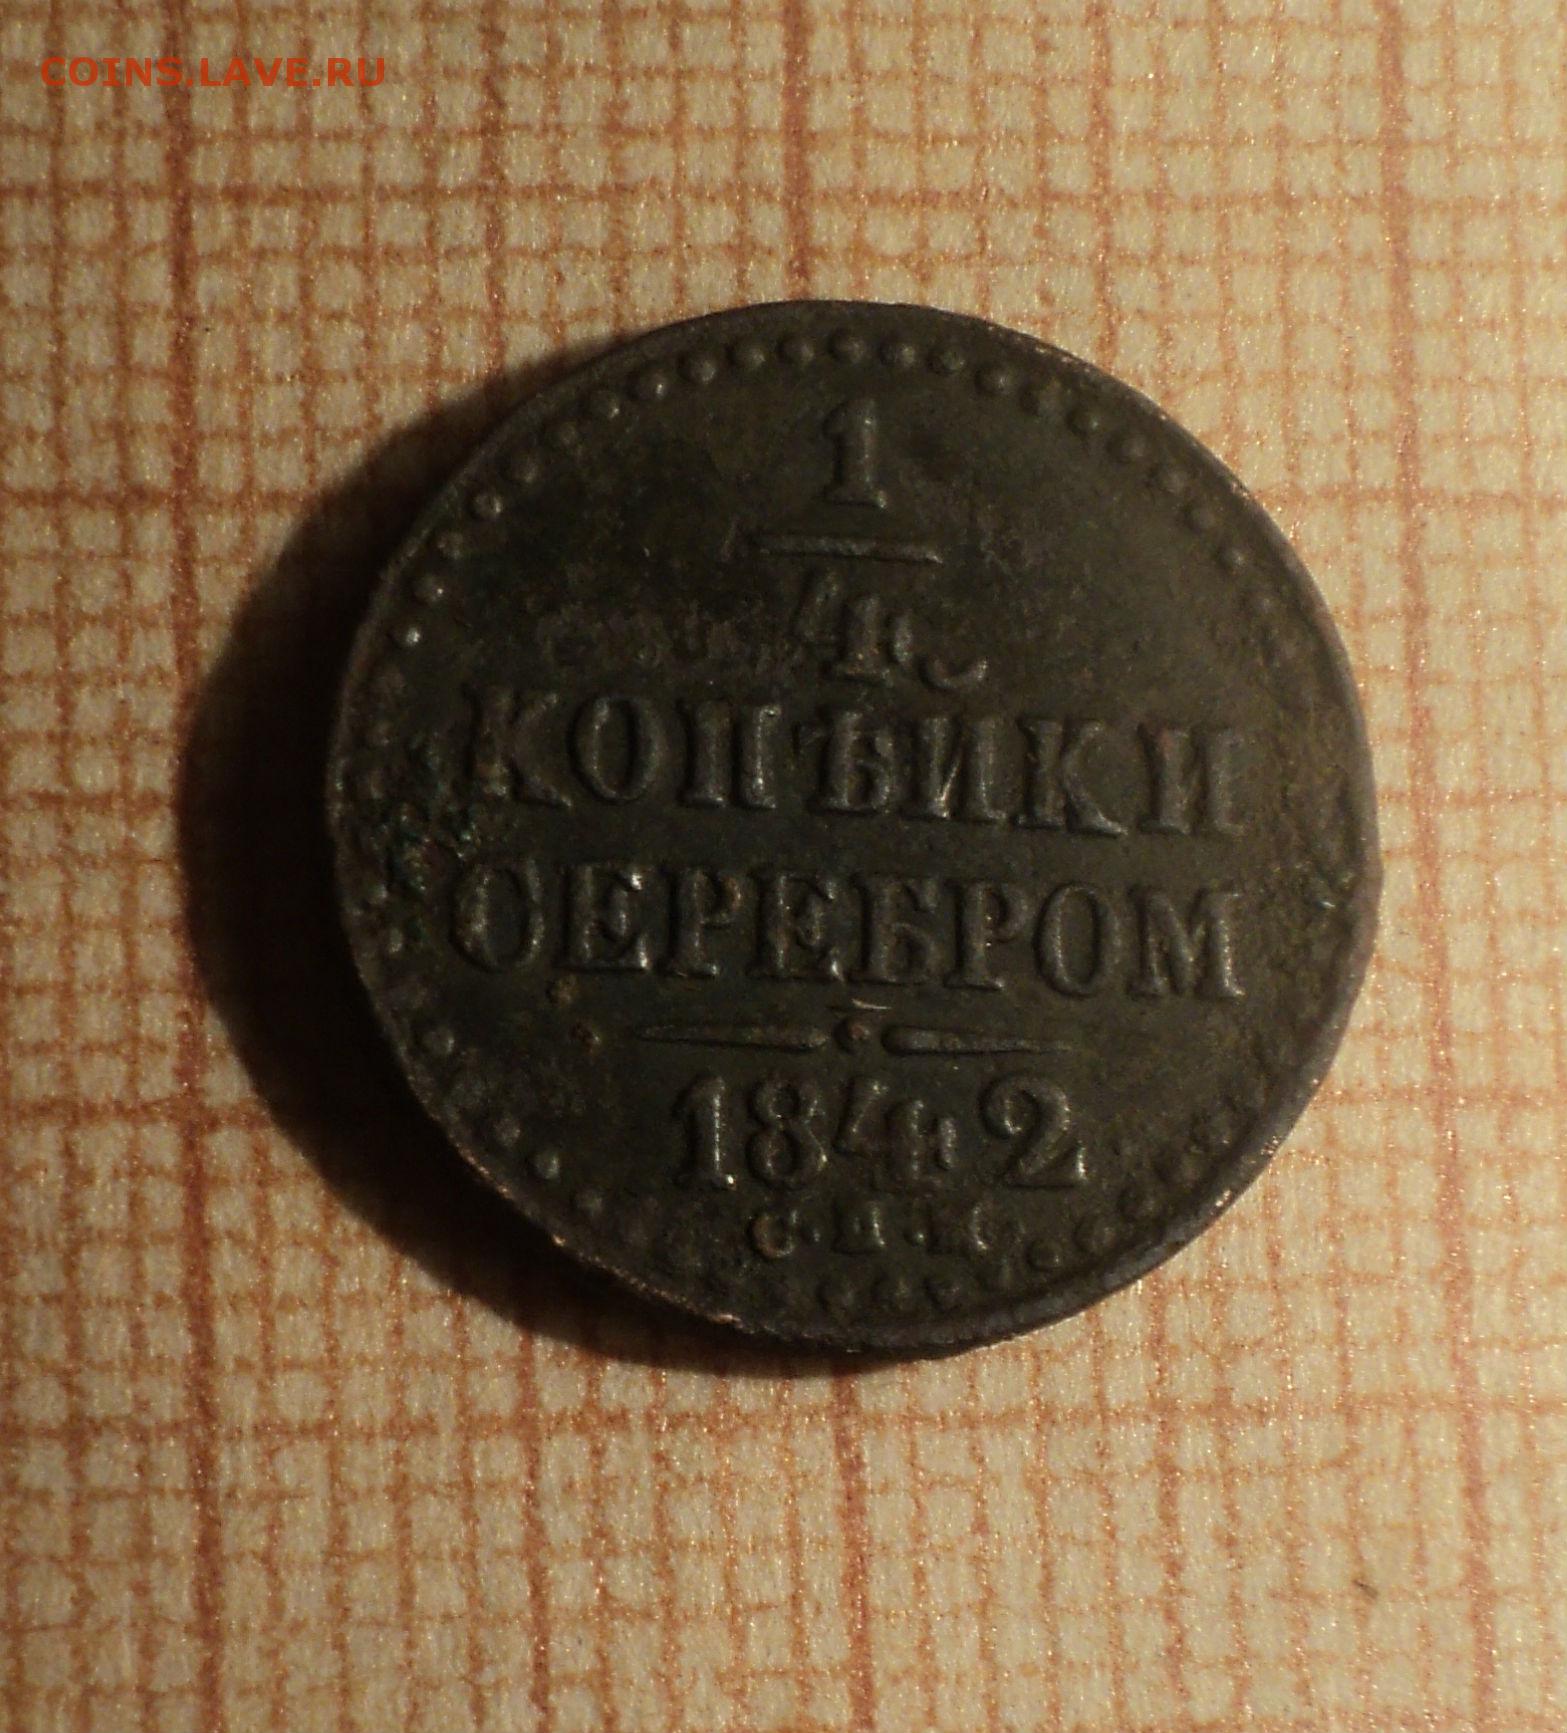 COINS.LAVE.RU
1
4
КОПѢЙКИ
СЕРЕБРОМ
1842